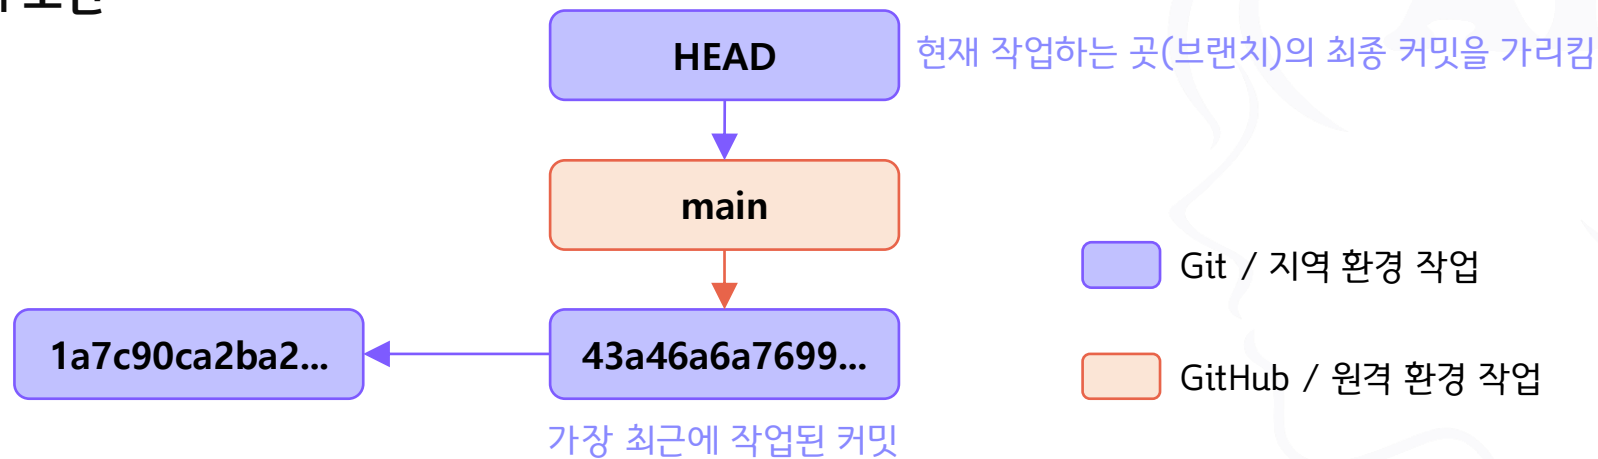 HEAD
현재 작업하는 곳(브랜치)의 최종 커밋을 가리킴
main
Git / 지역 환경 작업
1a7c90ca2ba2...
43a46a6a7699...
GitHub / 원격 환경 작업
가장 최근에 작업된 커밋